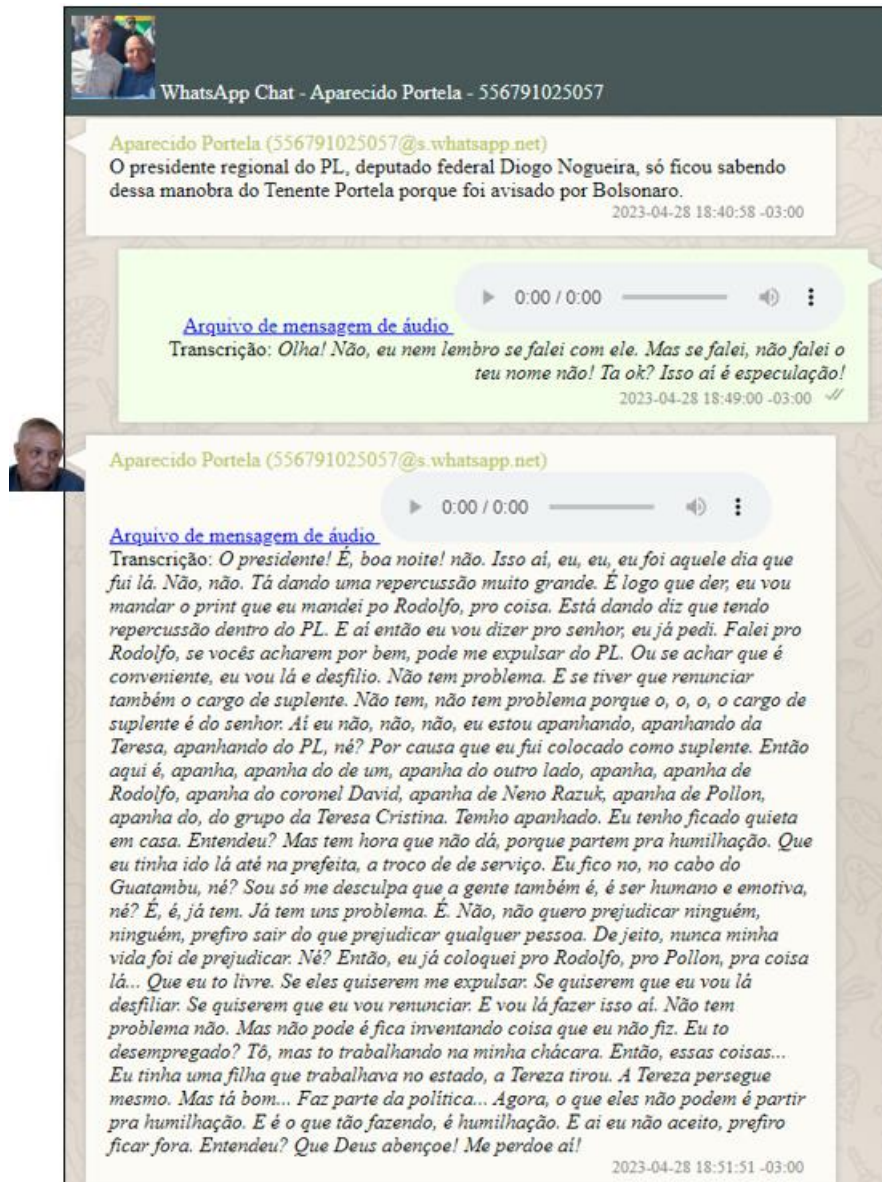 WhatsApp Chat - Aparecido Portela - 556791025057
Aparecido Portela (556791025057@s.whatsapp.net)
O presidente regional do PL, deputado federal Diogo Nogueira, só ficou sabendo
dessa manobra do Tenente Portela porque foi avisado por Bolsonaro.
2023-04-28 18:40:58 -03:00
0:00 / 0:00
Arquivo de mensagem de áudio
Transcrição: Olha! Não, eu nem lembro se falei com ele. Mas se falei, não falei o
teu nome não! Ta ok? Isso aí é especulação!
2023-04-28 18:49:00 -03:00
Aparecido Portela (556791025057@s.whatsapp.net)
0:00 / 0:00
Arquivo de mensagem de áudio
Transcrição: O presidente! É, boa noite! não. Isso aí, eu, eu, eu foi aquele dia que
fui lá. Não, não. Tá dando uma repercussão muito grande. É logo que der, eu vou
mandar o print que eu mandei po Rodolfo, pro coisa. Está dando diz que tendo
repercussão dentro do PL. E aí então eu vou dizer pro senhor, eu já pedi. Falei pro
Rodolfo, se vocês acharem por bem, pode me expulsar do PL. Ou se achar que é
conveniente, eu vou lá e desfilio. Não tem problema. E se tiver que renunciar
também o cargo de suplente. Não tem, não tem problema porque o, o, o, o cargo de
suplente é do senhor. Aí eu não, não, não, eu estou apanhando, apanhando da
Teresa, apanhando do PL, né? Por causa que eu fui colocado como suplente. Então
aqui é, apanha, apanha do de um, apanha do outro lado, apanha, apanha de
Rodolfo, apanha do coronel David, apanha de Neno Razuk, apanha de Pollon,
apanha do, do grupo da Teresa Cristina. Temho apanhado. Eu tenho ficado quieta
em casa. Entendeu? Mas tem hora que não dá, porque partem pra humilhação. Que
eu tinha ido lá até na prefeita, a troco de de serviço. Eu fico no, no cabo do
Guatambu, né? Sou só me desculpa que a gente também é, é ser humano e emotiva,
né? É, é, já tem. Já tem uns problema. É. Não, não quero prejudicar ninguém,
ninguém, prefiro sair do que prejudicar qualquer pessoa. De jeito, nunca minha
vida foi de prejudicar. Né? Então, eu já coloquei pro Rodolfo, pro Pollon, pra coisa
lá... Que eu to livre. Se eles quiserem me expulsar. Se quiserem que eu vou lá
desfiliar. Se quiserem que eu vou renunciar. E vou lá fazer isso aí. Não tem
problema não. Mas não pode é fica inventando coisa que eu não fiz. Eu to
desempregado? Tô, mas to trabalhando na minha chácara. Então, essas coisas...
Eu tinha uma filha que trabalhava no estado, a Tereza tirou. A Tereza persegue
mesmo. Mas tá bom... Faz parte da política... Agora, o que eles não podem é partir
pra humilhação. E é o que tão fazendo, é humilhação. E ai eu não aceito, prefiro
ficar fora. Entendeu? Que Deus abençoe! Me perdoe aí!
2023-04-28 18:51:51 -03:00